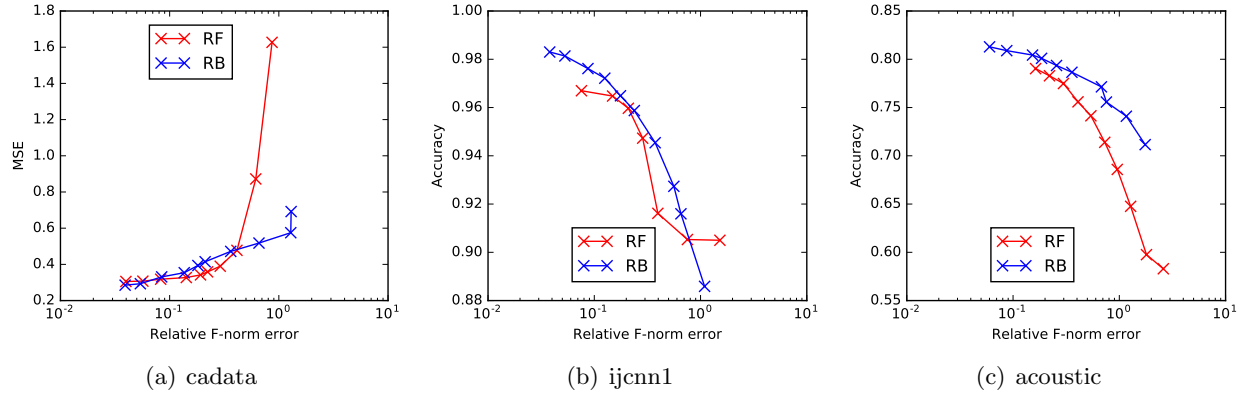 1.6
1.4
1.2
1.0
0.8
0.6
0.4
0.2
MSE
RF
RB
10^-2
10^-1
10^0
10^1
Relative F-norm error
(a) cadata
1.00
0.98
0.96
0.94
0.92
0.90
0.88
Accuracy
RF
RB
10^-2
10^-1
10^0
10^1
Relative F-norm error
(b) ijcnn1
0.85
0.80
0.75
0.70
0.65
0.60
0.55
Accuracy
RF
RB
10^-2
10^-1
10^0
10^1
Relative F-norm error
(c) acoustic
1.8